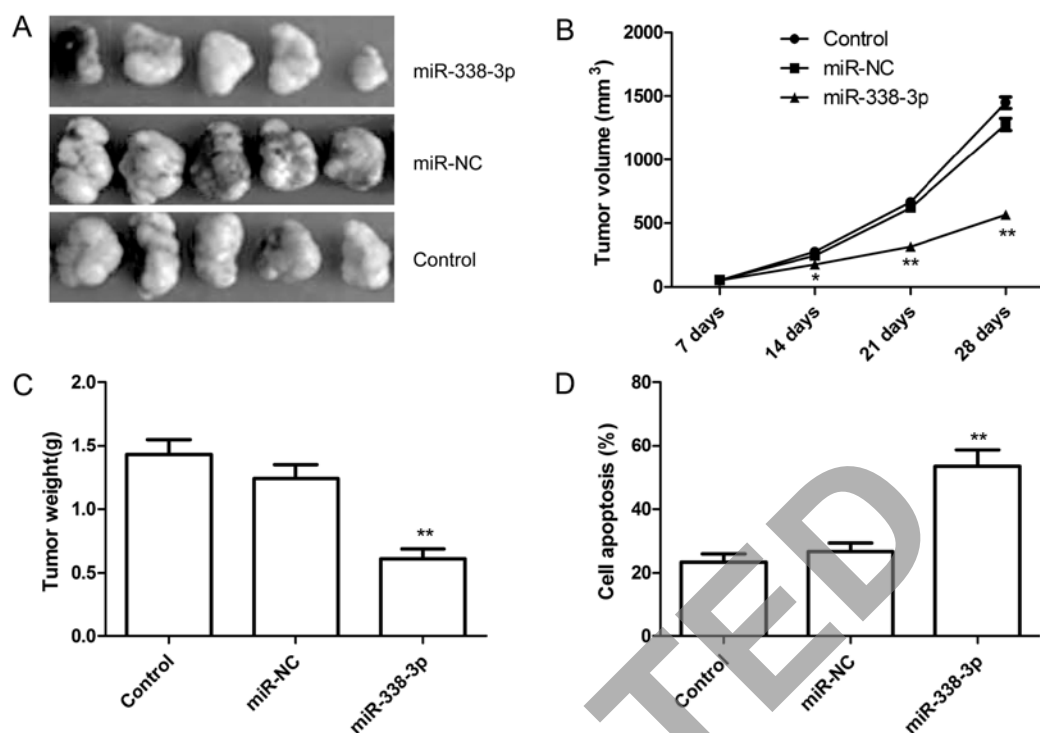 A
miR-338-3p
miR-NC
Control
B
Tumor volume (mm³)
2000
1500
1000
500
0
Control
miR-NC
miR-338-3p
*
**
**
7 days
14 days
21 days
28 days
C
Tumor weight(g)
2.0
1.5
1.0
0.5
0.0
**
Control
miR-NC
miR-338-3p
D
Cell apoptosis (%)
80
60
40
20
0
**
Control
miR-NC
miR-338-3p
TED